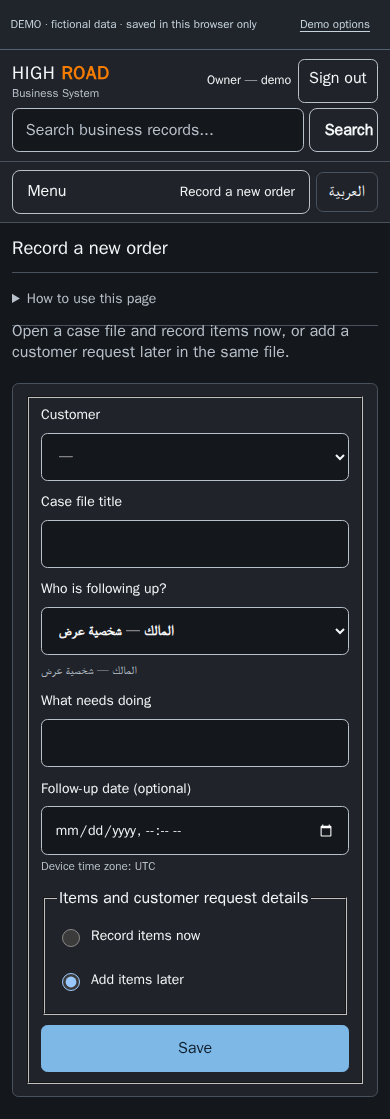 DEMO · fictional data · saved in this browser only
Demo options
HIGH ROAD
Business System
Owner — demo
Sign out
Search business records...
Search
Menu
Record a new order
العربية
Record a new order
▶ How to use this page
Open a case file and record items now, or add a
customer request later in the same file.
Customer
—
Case file title
Who is following up?
المالك — شخصية عرض
المالك — شخصية عرض
What needs doing
Follow-up date (optional)
mm/dd/yyyy, --:-- --
Device time zone: UTC
Items and customer request details
Record items now
Add items later
Save